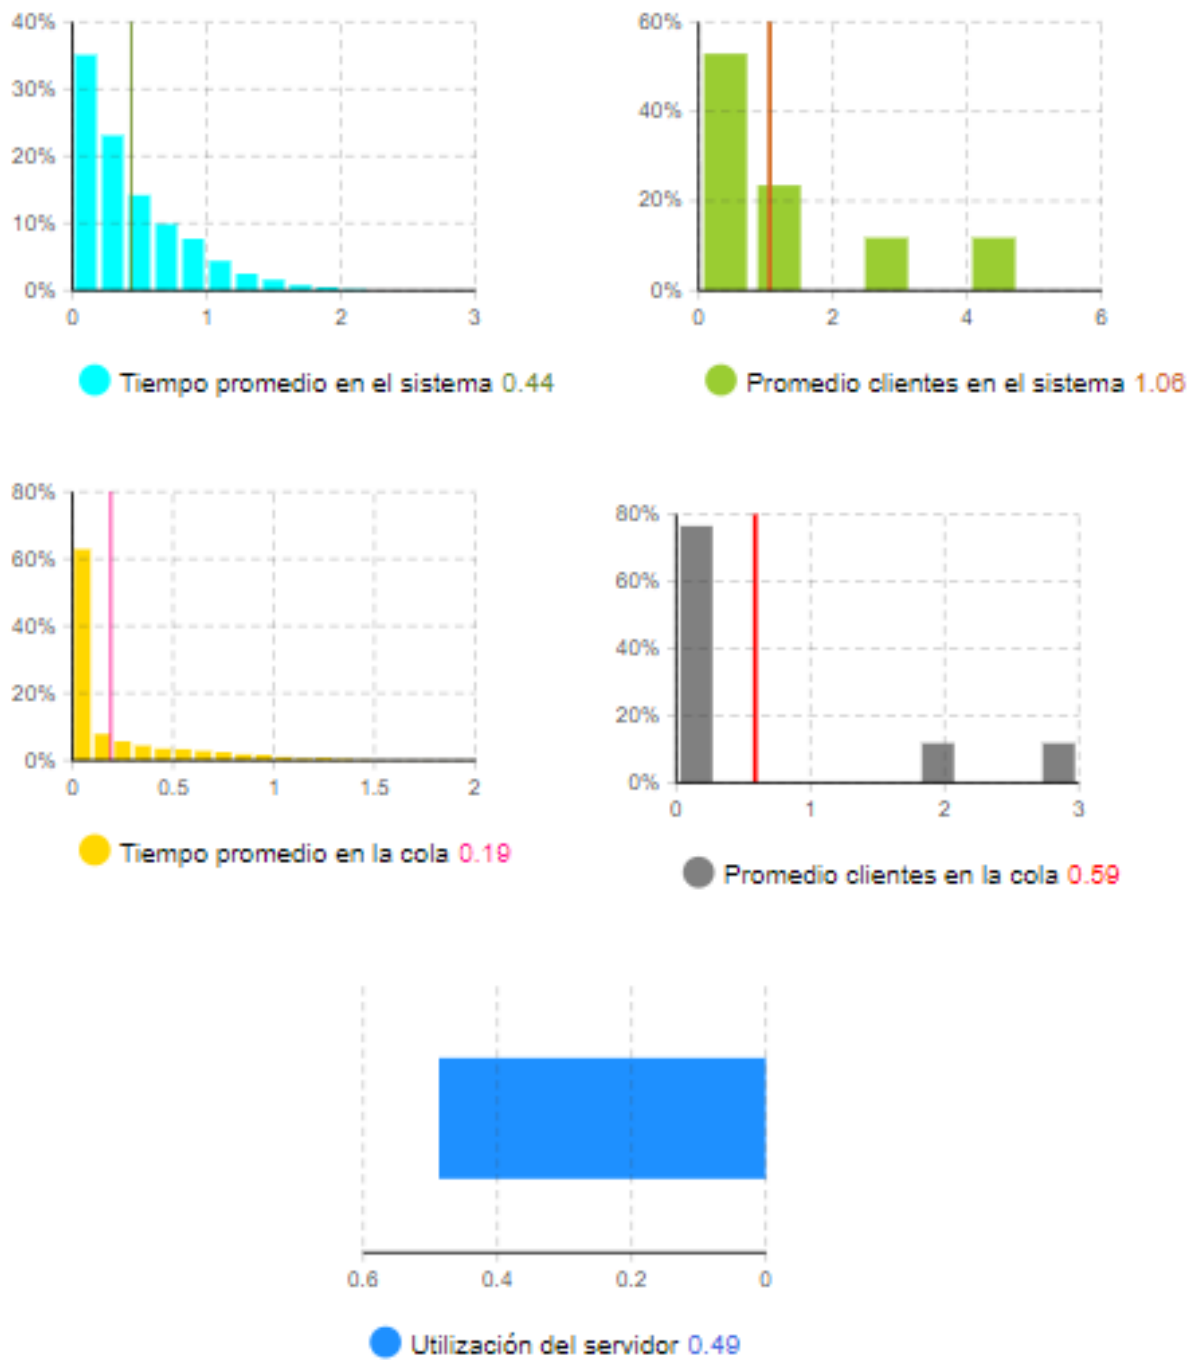 40%
30%
20%
10%
0%
0 1 2 3
Tiempo promedio en el sistema 0.44
60%
40%
20%
0%
0 2 4 6
Promedio clientes en el sistema 1.06
80%
60%
40%
20%
0%
0 0.5 1 1.5 2
Tiempo promedio en la cola 0.19
80%
60%
40%
20%
0%
0 1 2 3
Promedio clientes en la cola 0.59
0.6 0.4 0.2 0
Utilización del servidor 0.49